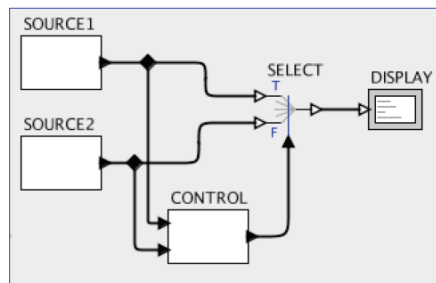 SOURCE1
SELECT
T
DISPLAY
SOURCE2
F
CONTROL